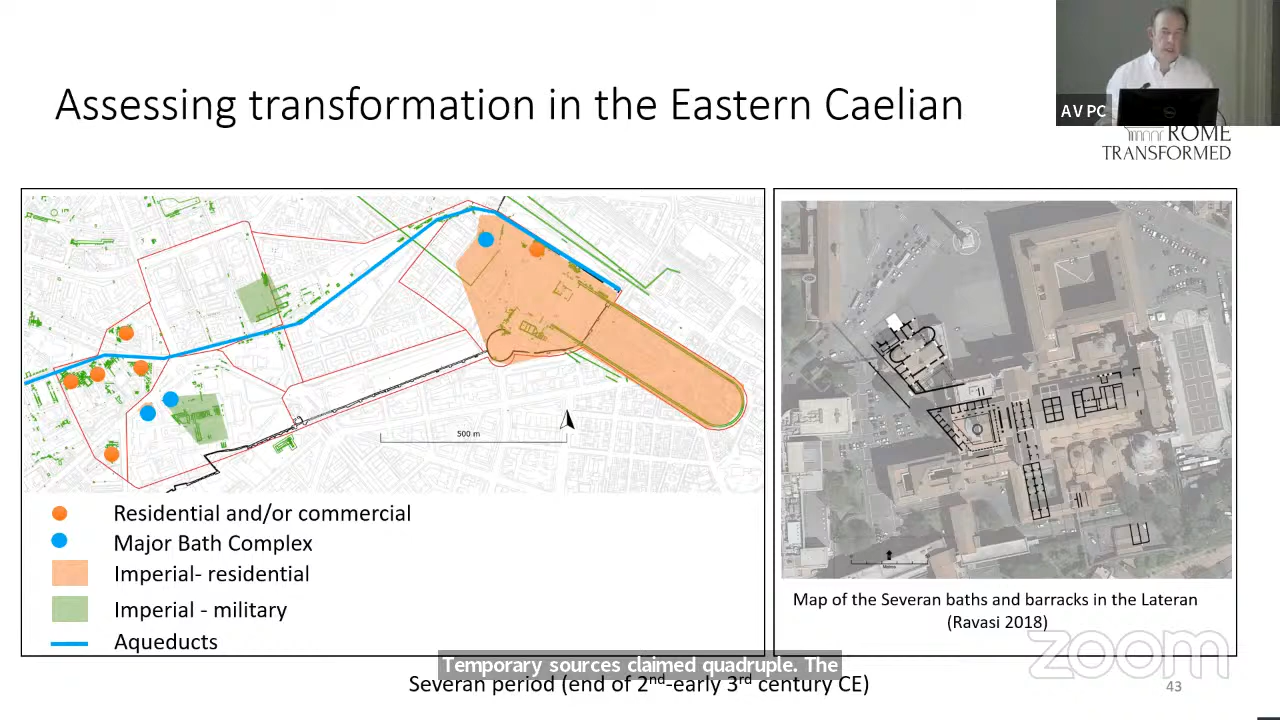 Assessing transformation in the Eastern Caelian
AV PC
ROME
TRANSFORMED
500 m
Residential and/or commercial
Major Bath Complex
Imperial- residential
Imperial - military
Aqueducts
Map of the Severan baths and barracks in the Lateran
(Ravasi 2018)
zoom
Temporary sources claimed quadruple. The
Severan period (end of 2nd-early 3rd century CE)
43